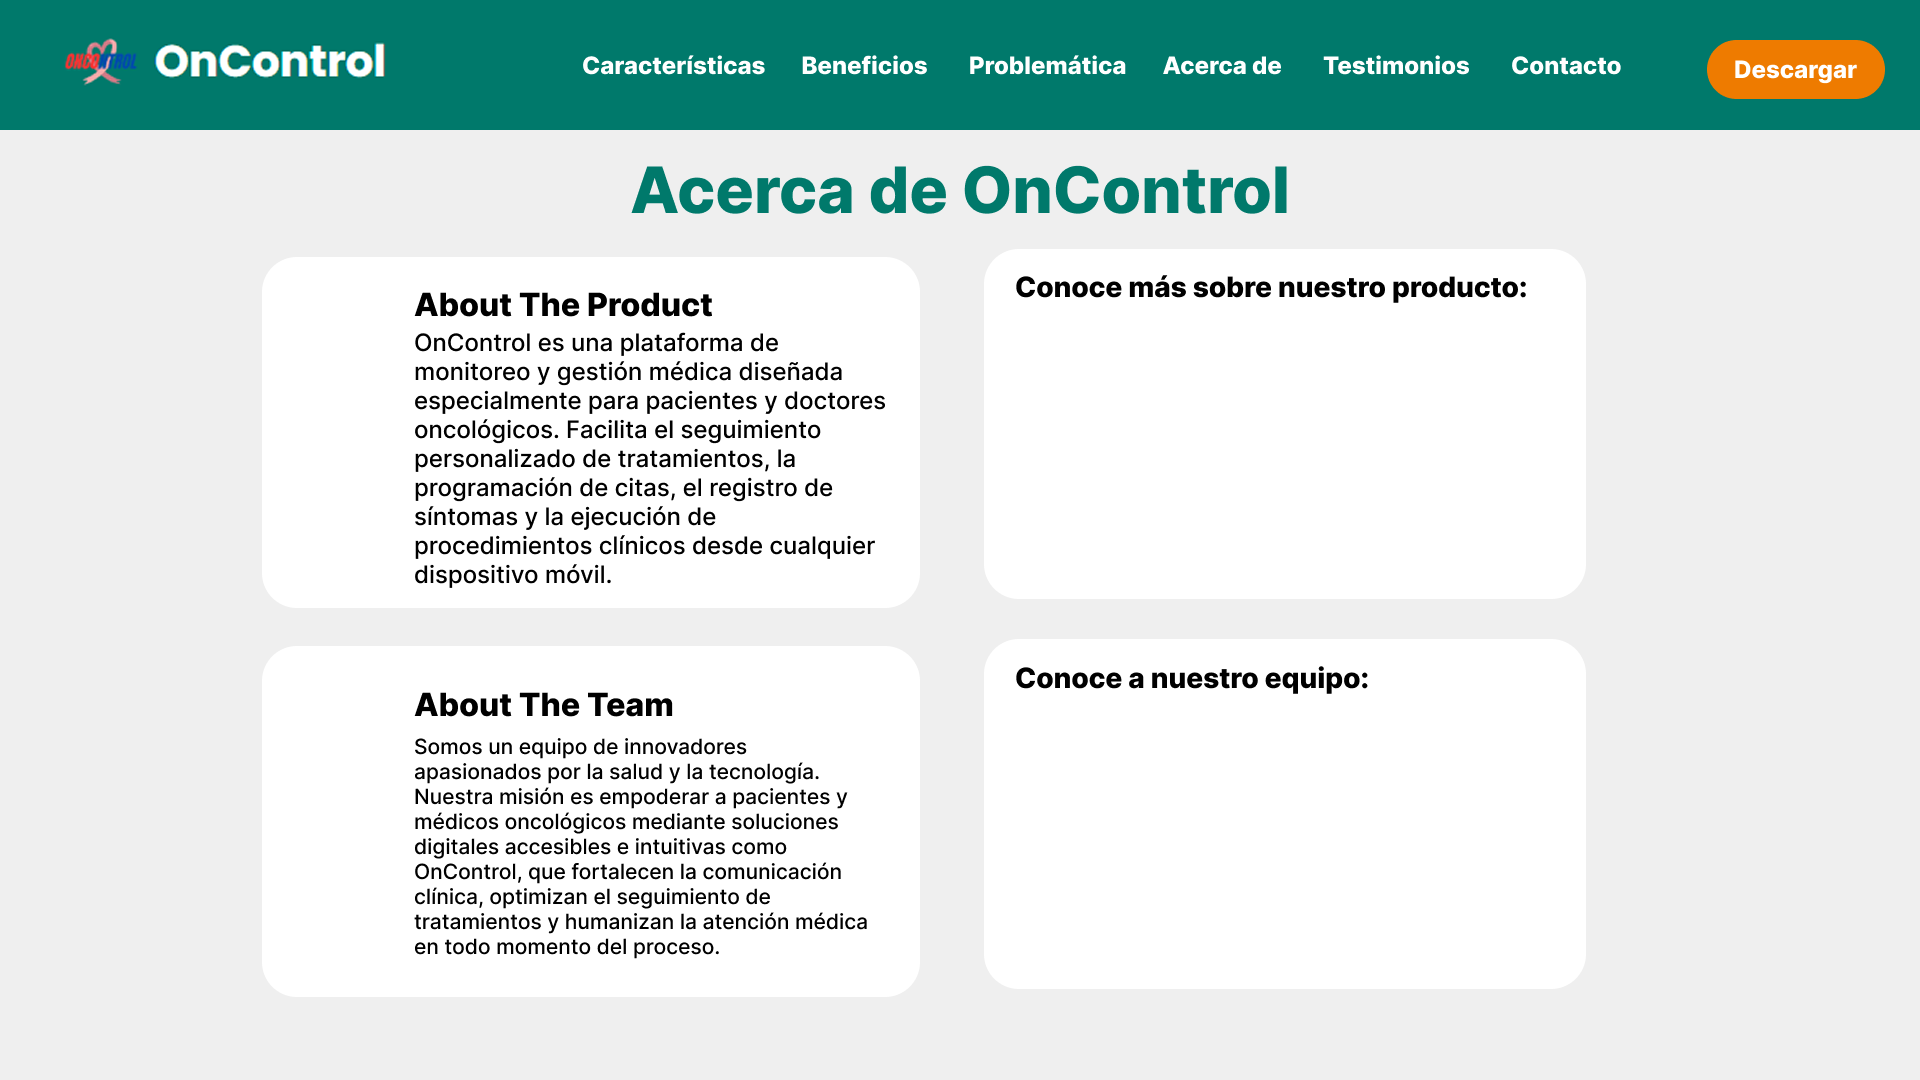 ONCONTROL
OnControl
Características
Beneficios
Problemática
Acerca de
Testimonios
Contacto
Descargar
Acerca de OnControl
About The Product
OnControl es una plataforma de
monitoreo y gestión médica diseñada
especialmente para pacientes y doctores
oncológicos. Facilita el seguimiento
personalizado de tratamientos, la
programación de citas, el registro de
síntomas y la ejecución de
procedimientos clínicos desde cualquier
dispositivo móvil.
Conoce más sobre nuestro producto:
About The Team
Somos un equipo de innovadores
apasionados por la salud y la tecnología.
Nuestra misión es empoderar a pacientes y
médicos oncológicos mediante soluciones
digitales accesibles e intuitivas como
OnControl, que fortalecen la comunicación
clínica, optimizan el seguimiento de
tratamientos y humanizan la atención médica
en todo momento del proceso.
Conoce a nuestro equipo: